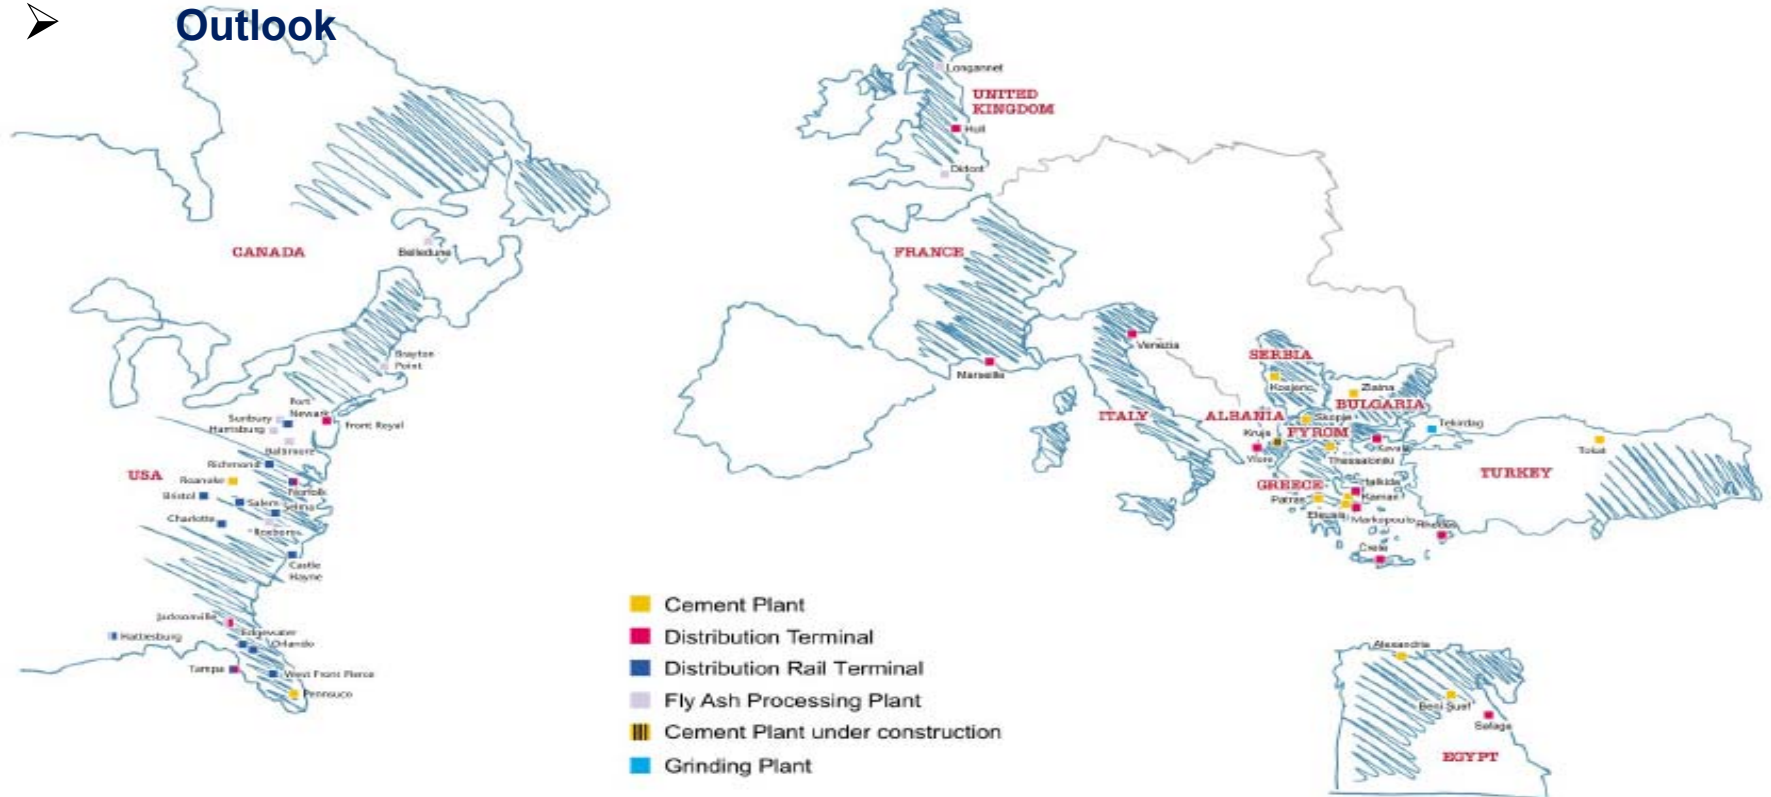 ➢ Outlook
Longannet
UNITED
KINGDOM
Hull
Didcot
CANADA
Belledune
FRANCE
Brayton
Point
Venezia
Marseille
SERBIA
Kosjeric
Zlatna
BULGARIA
ITALY
ALBANIA
Skopje
Tekirdag
Kruja
FYROM
Kavala
Vlore
Thessaloniki
Tokat
TURKEY
GREECE
Halkida
Patras
Kamari
Eleusis
Markopoulo
Rhodes
Crete
Port
Newark
Sunbury
Harrisburg
Front Royal
Baltimore
Richmond
USA
Roanoke
Norfolk
Bristol
Salem
Selma
Charlotte
Roxboro
Castle
Hayne
Jacksonville
Hattiesburg
Edgewater
Orlando
Tampa
West Front Pierce
Pennsuco
Cement Plant
Distribution Terminal
Distribution Rail Terminal
Fly Ash Processing Plant
Cement Plant under construction
Grinding Plant
Alexandria
Beni Suef
Safaga
EGYPT